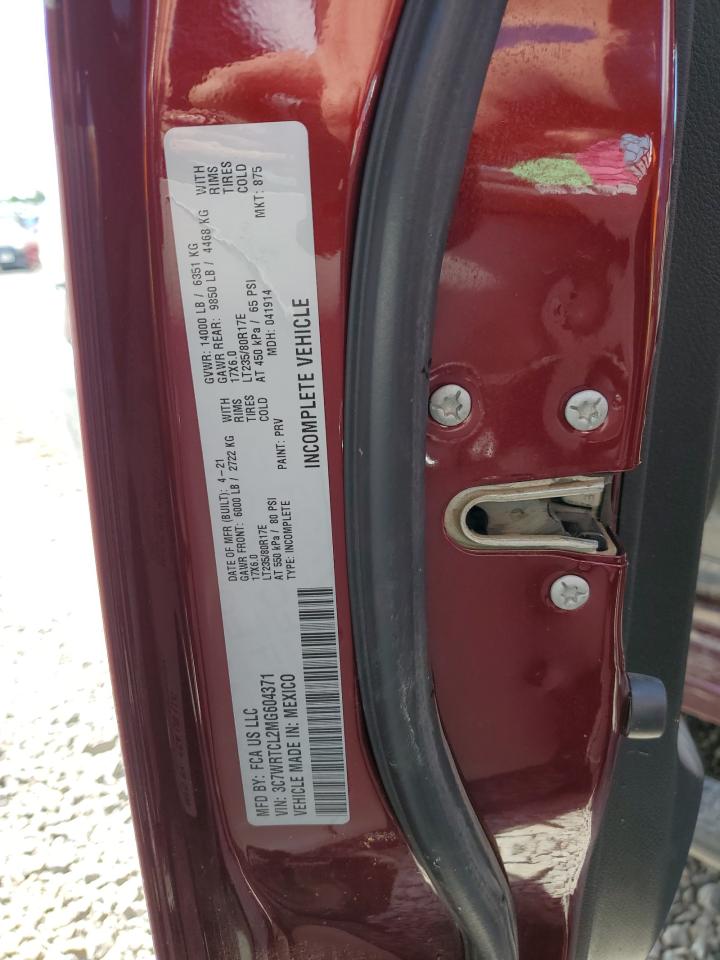 MFD BY: FCA US LLC
VIN: 3C7WRTCL2MG604371
VEHICLE MADE IN: MEXICO
DATE OF MFR (BUILT): 4-21
GAWR FRONT: 6000 LB / 2722 KG WITH
17X6.0 RIMS
LT235/80R17E TIRES
AT 550 kPa / 80 PSI COLD
TYPE: INCOMPLETE
PAINT: PRV
GVWR: 14000 LB / 6351 KG
GAWR REAR: 9850 LB / 4468 KG WITH
17X6.0 RIMS
LT235/80R17E TIRES
AT 450 kPa / 65 PSI COLD
MDH: 041914 MKT: 875
INCOMPLETE VEHICLE